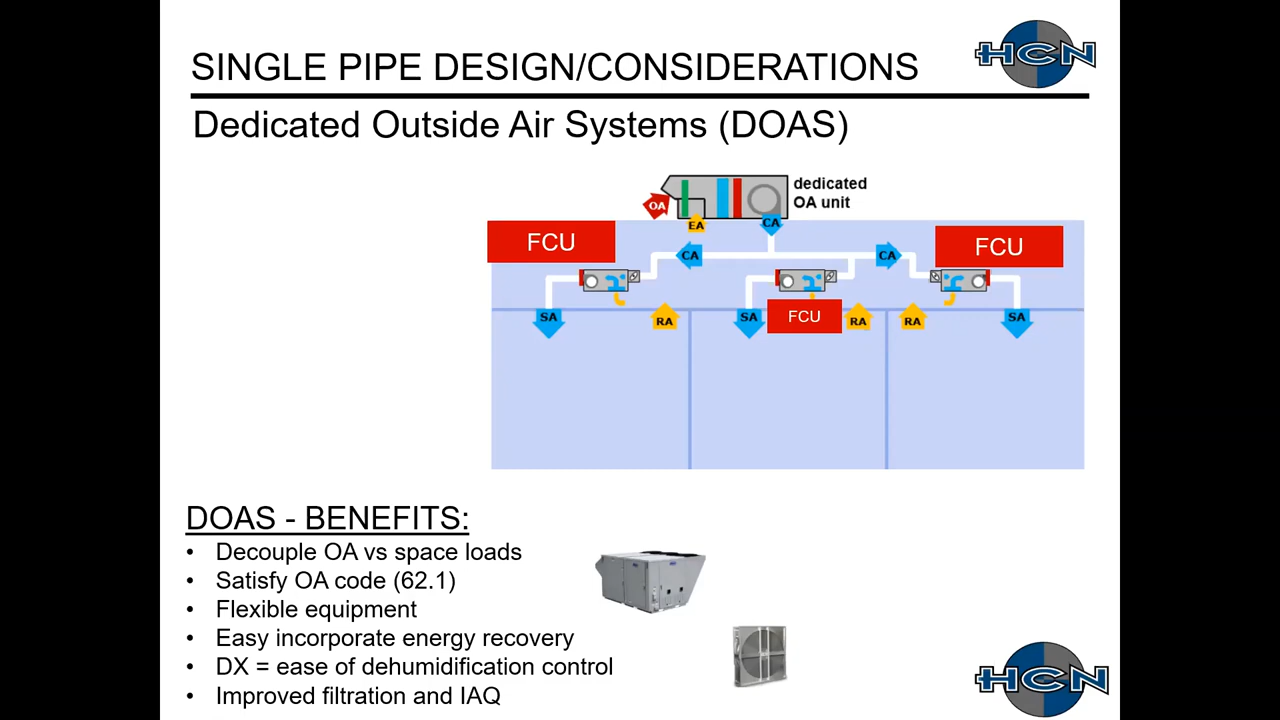 HCN
SINGLE PIPE DESIGN/CONSIDERATIONS
Dedicated Outside Air Systems (DOAS)
dedicated
OA unit
OA
EA
CA
FCU
FCU
CA
CA
SA
RA
SA
FCU
RA
RA
SA
DOAS - BENEFITS:
• Decouple OA vs space loads
• Satisfy OA code (62.1)
• Flexible equipment
• Easy incorporate energy recovery
• DX = ease of dehumidification control
• Improved filtration and IAQ
HCN